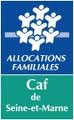 ALLOCATIONS
FAMILIALES
Caf
de
Seine-et-Marne